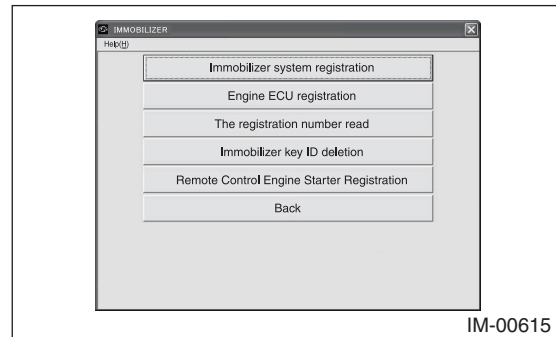 IMMOBILIZER
Help(H)
Immobilizer system registration
Engine ECU registration
The registration number read
Immobilizer key ID deletion
Remote Control Engine Starter Registration
Back
IM-00615